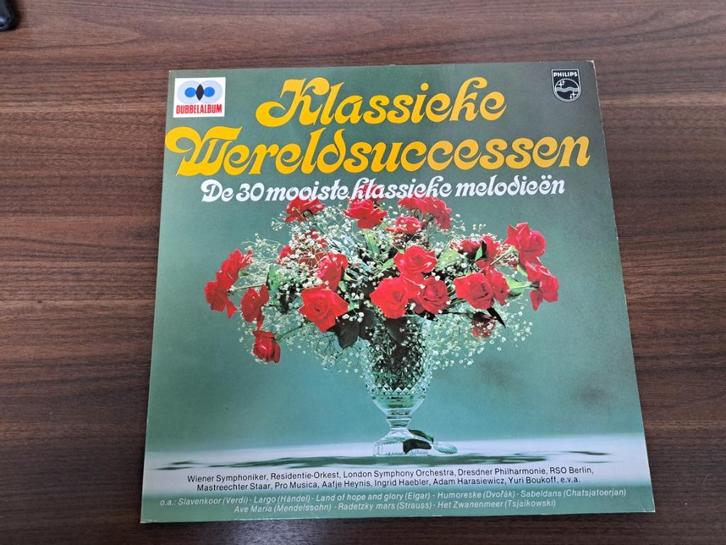 DUBBELALBUM
PHILIPS
Klassieke
Wereldsuccessen
De 30 mooiste klassieke melodieën
Wiener Symphoniker, Residentie-Orkest, London Symphony Orchestra, Dresdner Philharmonie, RSO Berlin,
Mastreechter Staar, Pro Musica, Aafje Heynis, Ingrid Haebler, Adam Harasiewicz, Yuri Boukoff, e.v.a.
o.a.: Slavenkoor (Verdi) - Largo (Händel) - Land of hope and glory (Elgar) - Humoreske (Dvořák) - Sabeldans (Chatsjatoerjan)
Ave Maria (Mendelssohn) - Radetzky mars (Strauss) - Het Zwanenmeer (Tsjaikowski)